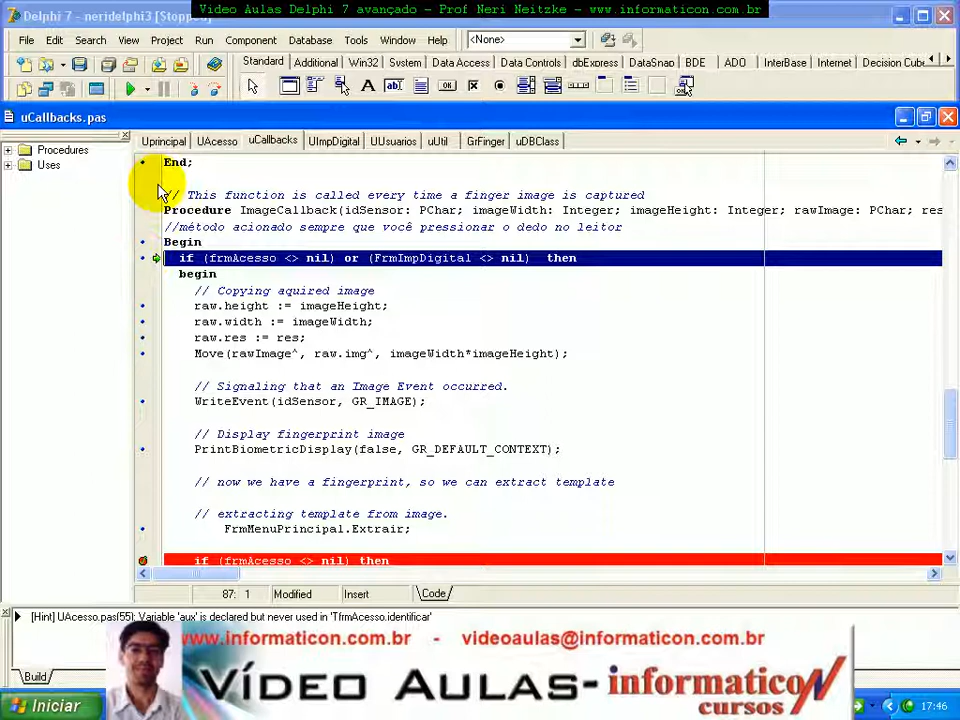 Video Aulas Delphi 7 avançado - Prof Neri Neitzke - www.informaticon.com.br
Delphi 7 - neridelphi3 [Stopped]
File Edit Search View Project Run Component Database Tools Window Help <None>
Standard Additional Win32 System Data Access Data Controls dbExpress DataSnap BDE ADO InterBase Internet Decision Cube
uCallbacks.pas
Uprincipal UAcesso uCallbacks UImpDigital UUsuarios uUtil GrFinger uDBClass
Procedures
Uses
End;
// This function is called every time a finger image is captured
Procedure ImageCallback(idSensor: PChar; imageWidth: Integer; imageHeight: Integer; rawImage: PChar; res
//método acionado sempre que você pressionar o dedo no leitor
Begin
if (frmAcesso <> nil) or (FrmImpDigital <> nil) then
begin
// Copying aquired image
raw.height := imageHeight;
raw.width := imageWidth;
raw.res := res;
Move(rawImage^, raw.img^, imageWidth*imageHeight);
// Signaling that an Image Event occurred.
WriteEvent(idSensor, GR_IMAGE);
// Display fingerprint image
PrintBiometricDisplay(false, GR_DEFAULT_CONTEXT);
// now we have a fingerprint, so we can extract template
// extracting template from image.
FrmMenuPrincipal.Extrair;
if (frmAcesso <> nil) then
87: 1 Modified Insert Code
[Hint] UAcesso.pas(55): Variable 'aux' is declared but never used in 'TfrmAcesso.identificar'
www.informaticon.com.br - videoaulas@informaticon.com.br
VÍDEO AULAS- informaticon
cursos
Build
Iniciar 17:46